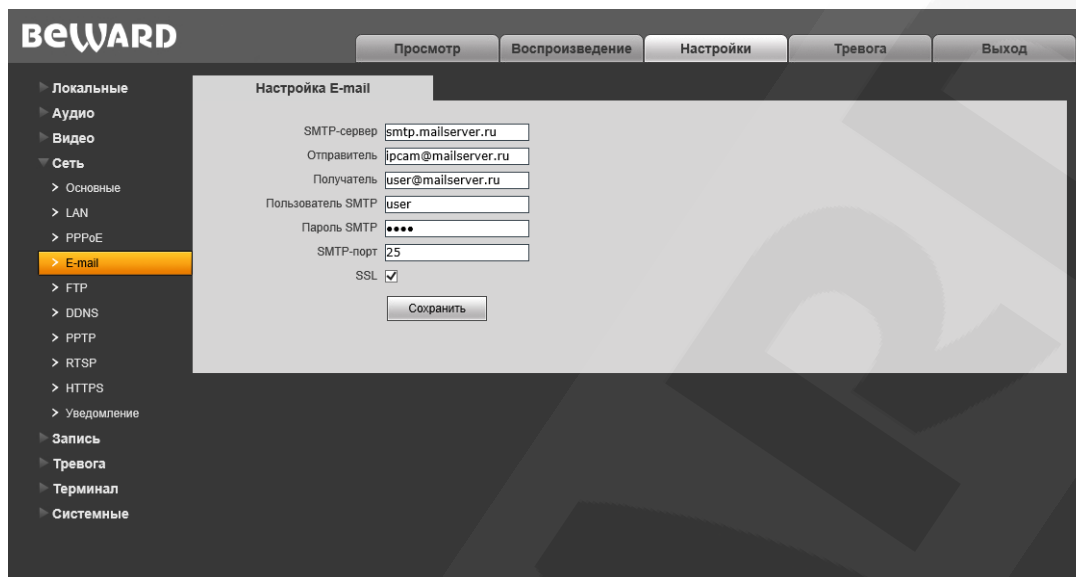 BEWARD
Просмотр
Воспроизведение
Настройки
Тревога
Выход
Локальные
Аудио
Видео
Сеть
Основные
LAN
PPPoE
E-mail
FTP
DDNS
PPTP
RTSP
HTTPS
Уведомление
Запись
Тревога
Терминал
Системные
Настройка E-mail
SMTP-сервер smtp.mailserver.ru
Отправитель ipcam@mailserver.ru
Получатель user@mailserver.ru
Пользователь SMTP user
Пароль SMTP ••••
SMTP-порт 25
SSL
Сохранить